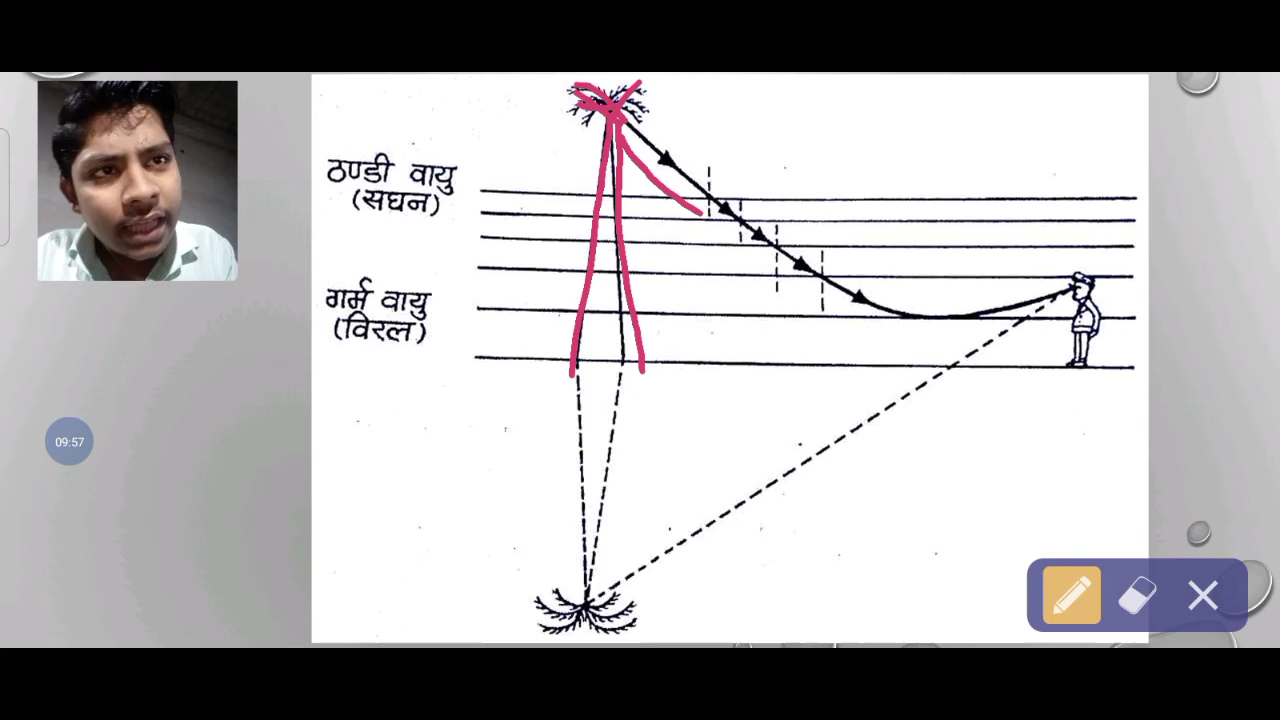 ठण्डी वायु
(सघन)
गर्म वायु
(विरल)
09:57